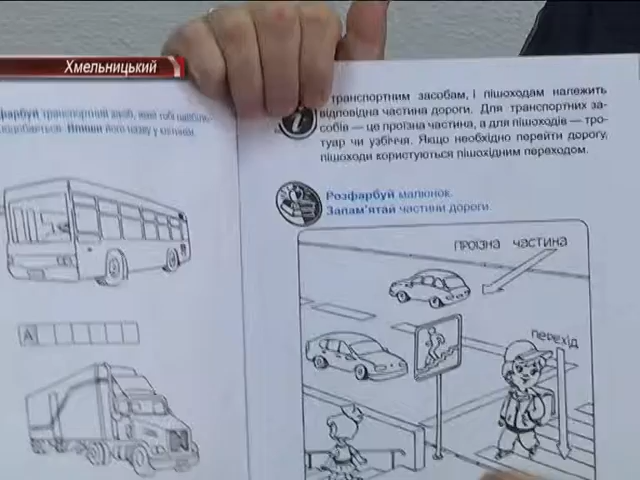 Хмельницький
фарбуй транспортний засіб, який тобі найбіль-
подобається. Впиши його назву у клітинки.
А
транспортним засобам, і пішоходам належить
відповідна частина дороги. Для транспортних за-
собів — це проїзна частина, а для пішоходів — тро-
туар чи узбіччя. Якщо необхідно перейти дорогу,
пішоходи користуються пішохідним переходом.
Розфарбуй малюнок.
Запам'ятай частини дороги.
ПРОЇЗНА ЧАСТИНА
перехід